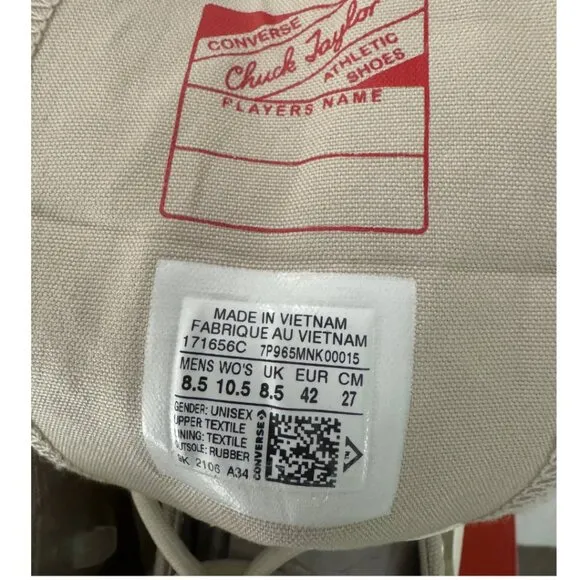 CONVERSE
Chuck Taylor
ATHLETIC
SHOES
PLAYERS NAME
MADE IN VIETNAM
FABRIQUE AU VIETNAM
171656C 7P965MNK00015
MENS WO'S UK EUR CM
8.5 10.5 8.5 42 27
GENDER: UNISEX
UPPER TEXTILE
LINING: TEXTILE
OUTSOLE: RUBBER
2106 A34
CONVERSE